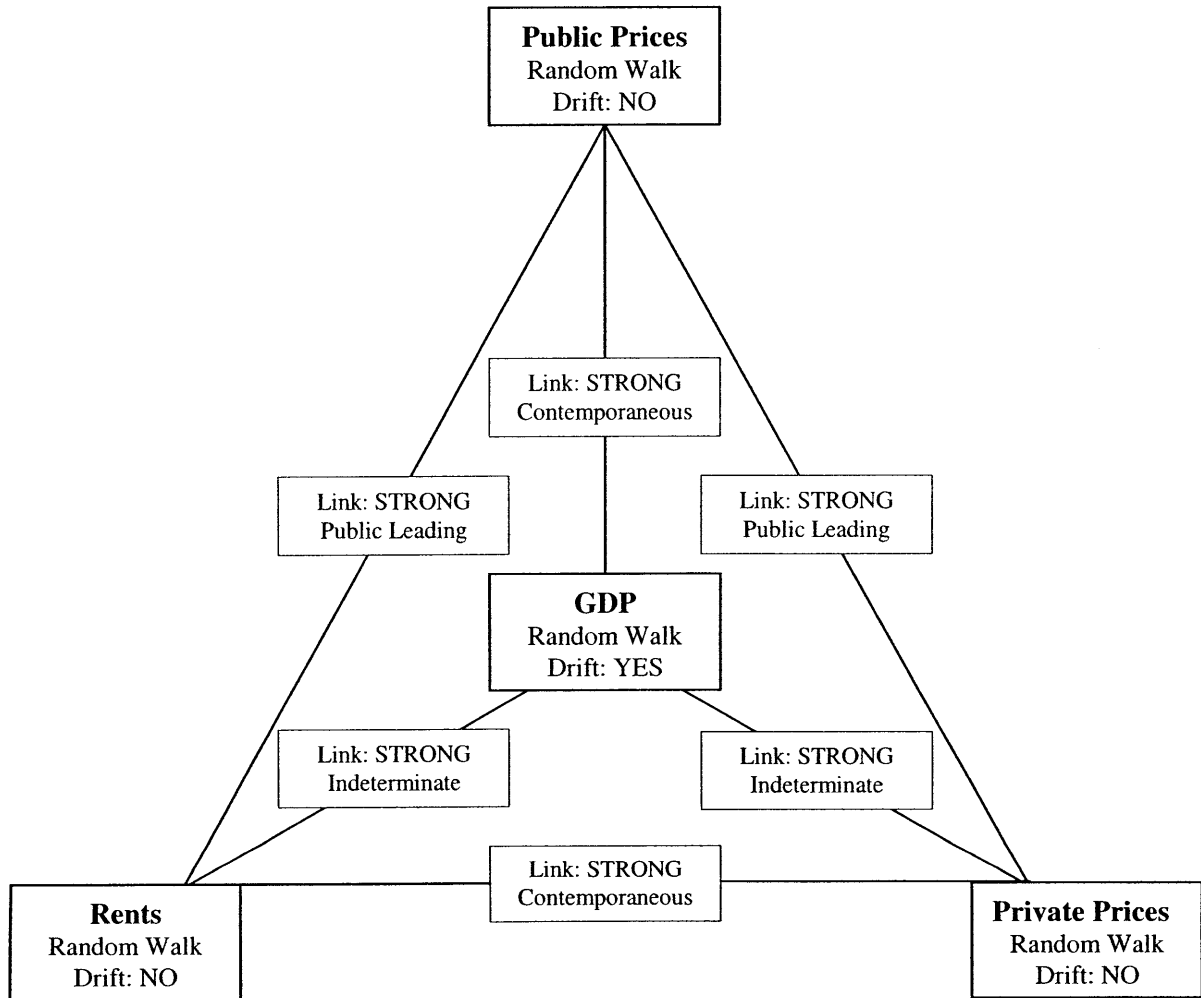 Public Prices
Random Walk
Drift: NO
Link: STRONG
Contemporaneous
Link: STRONG
Public Leading
Link: STRONG
Public Leading
GDP
Random Walk
Drift: YES
Link: STRONG
Indeterminate
Link: STRONG
Indeterminate
Link: STRONG
Contemporaneous
Rents
Random Walk
Drift: NO
Private Prices
Random Walk
Drift: NO